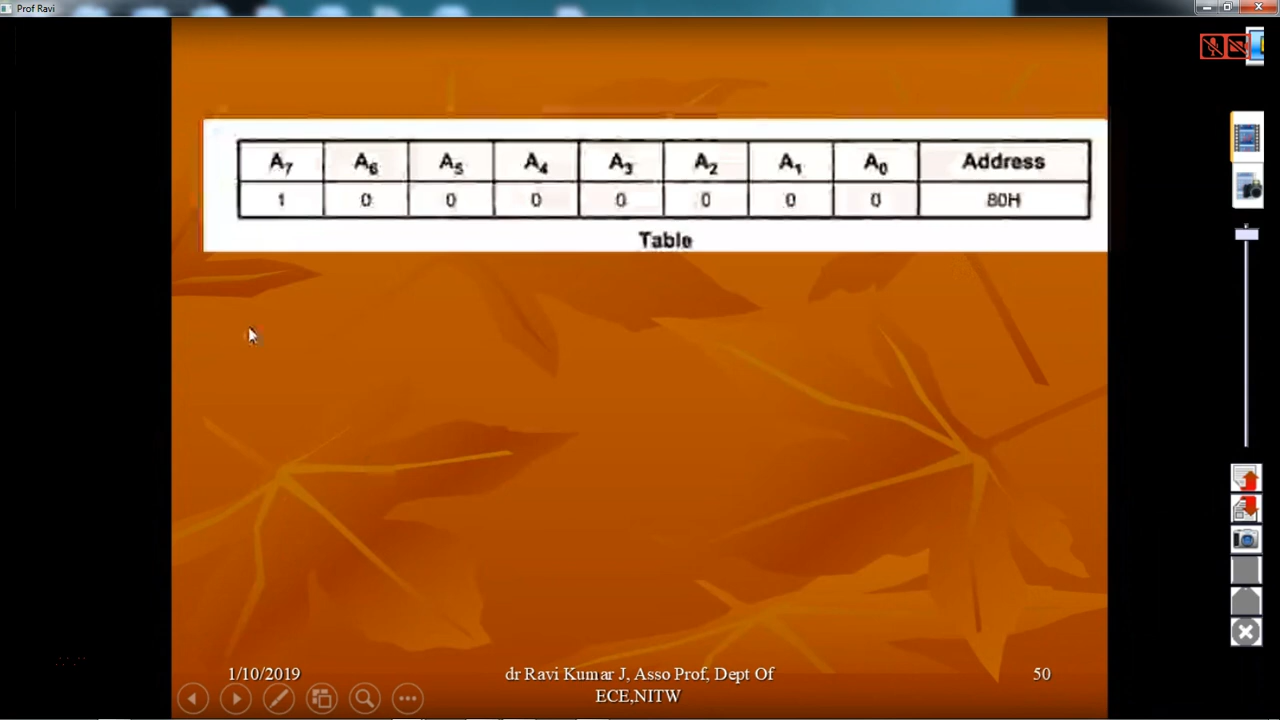 Prof Ravi
A7 A6 A5 A4 A3 A2 A1 A0 Address
1 0 0 0 0 0 0 0 80H
Table
1/10/2019
dr Ravi Kumar J, Asso Prof, Dept Of
ECE,NITW
50